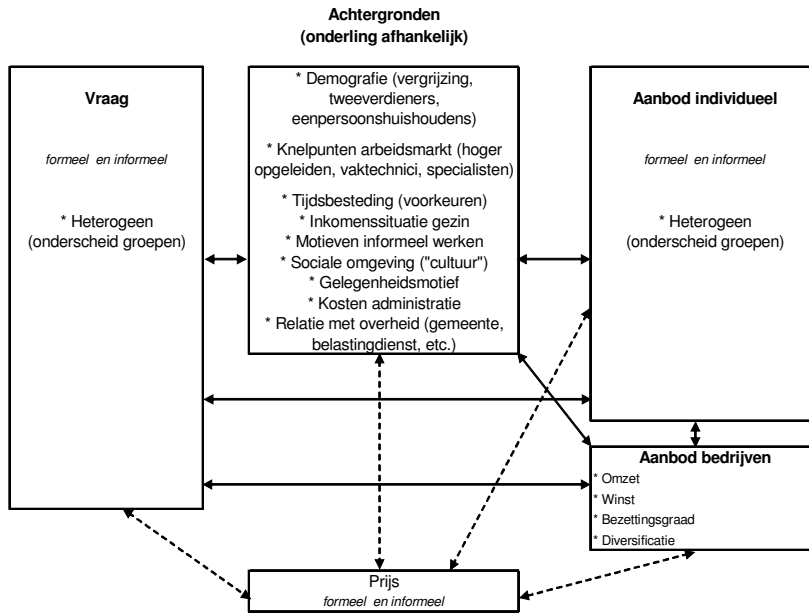 Achtergronden
(onderling afhankelijk)
Vraag
formeel en informeel
* Heterogeen
(onderscheid groepen)
* Demografie (vergrijzing,
tweeverdieners,
eenpersoonshuishoudens)
* Knelpunten arbeidsmarkt (hoger
opgeleiden, vaktechnici, specialisten)
* Tijdsbesteding (voorkeuren)
* Inkomenssituatie gezin
* Motieven informeel werken
* Sociale omgeving ("cultuur")
* Gelegenheidsmotief
* Kosten administratie
* Relatie met overheid (gemeente,
belastingdienst, etc.)
Aanbod individueel
formeel en informeel
* Heterogeen
(onderscheid groepen)
Aanbod bedrijven
* Omzet
* Winst
* Bezettingsgraad
* Diversificatie
Prijs
formeel en informeel